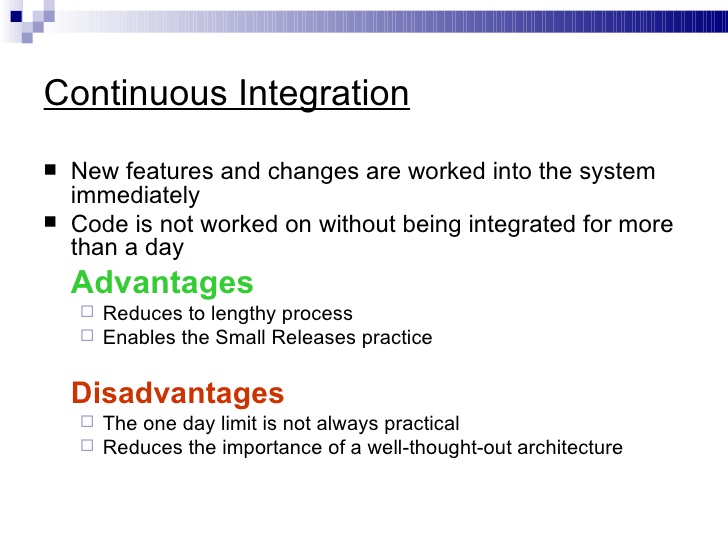 Continuous Integration
New features and changes are worked into the system
immediately
Code is not worked on without being integrated for more
than a day
Advantages
Reduces to lengthy process
Enables the Small Releases practice
Disadvantages
The one day limit is not always practical
Reduces the importance of a well-thought-out architecture